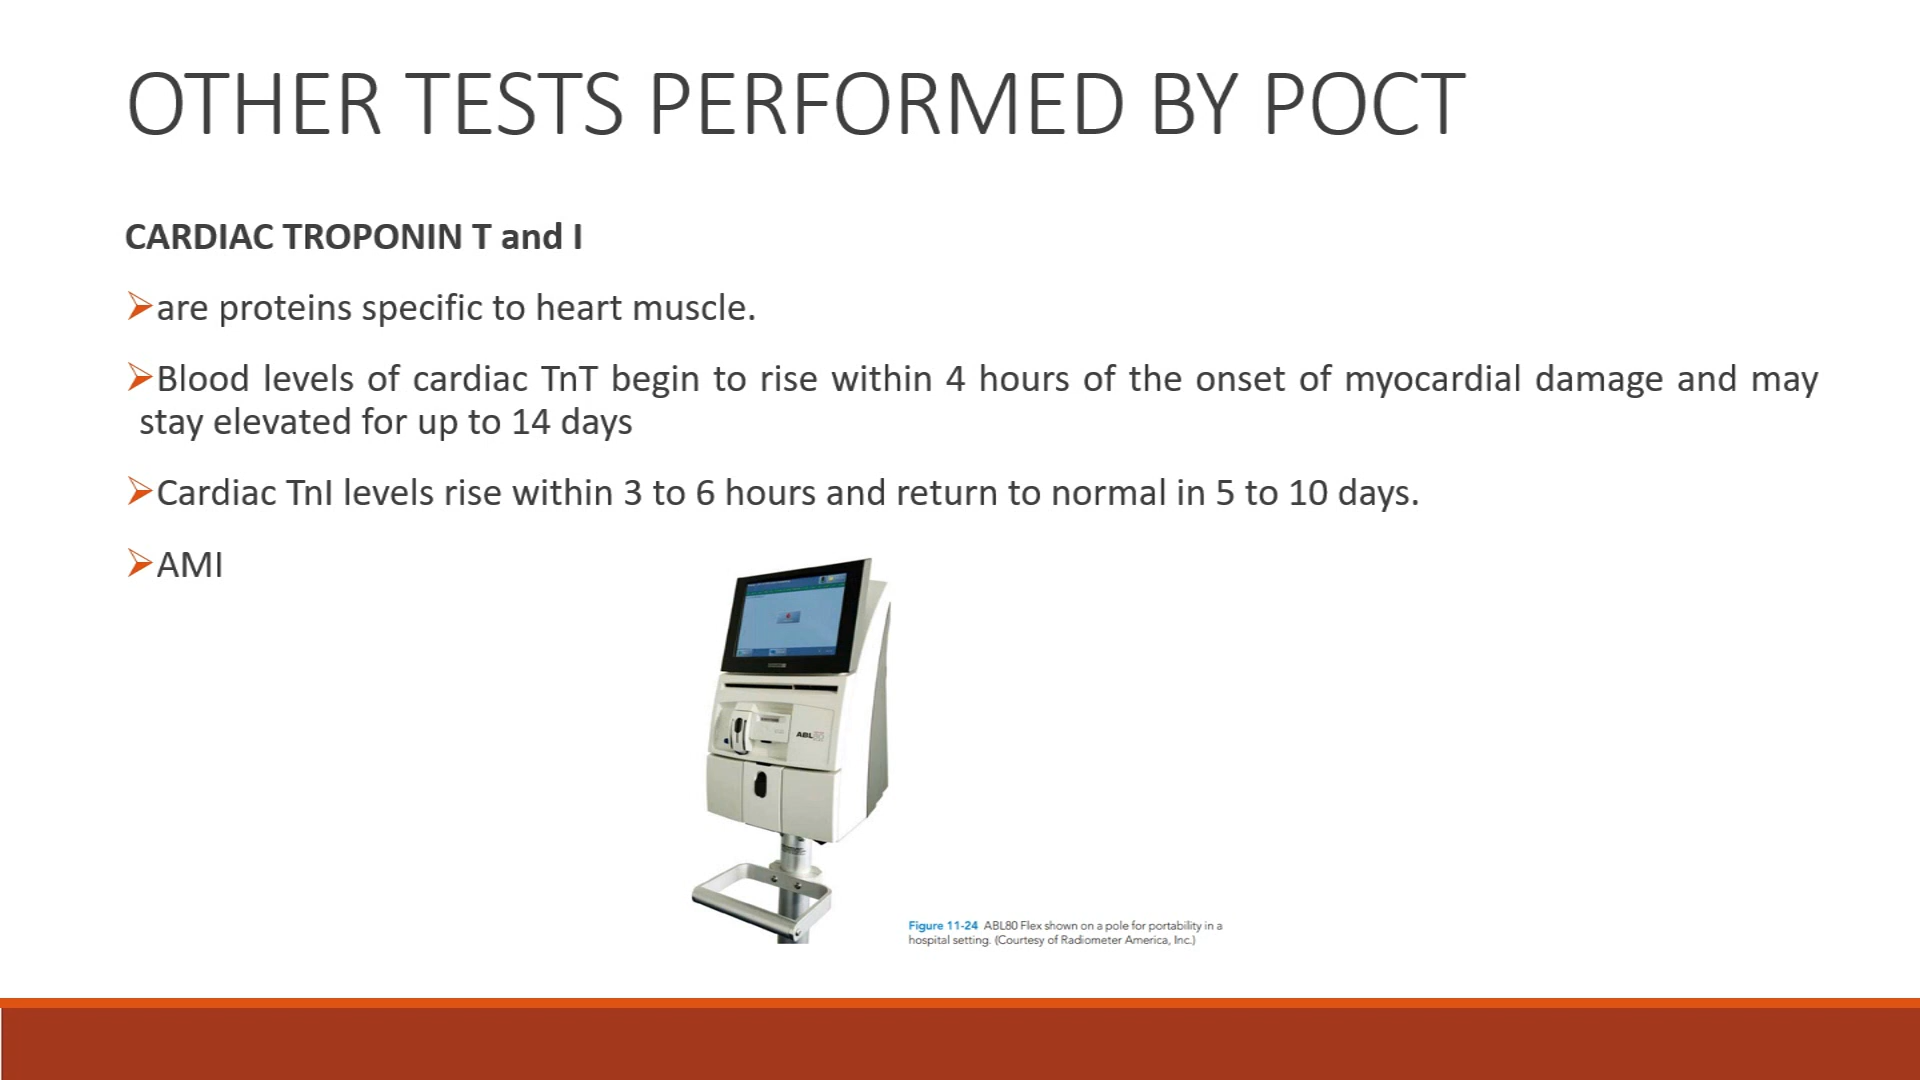 OTHER TESTS PERFORMED BY POCT
CARDIAC TROPONIN T and I
are proteins specific to heart muscle.
Blood levels of cardiac TnT begin to rise within 4 hours of the onset of myocardial damage and may
stay elevated for up to 14 days
Cardiac TnI levels rise within 3 to 6 hours and return to normal in 5 to 10 days.
AMI
ABL80
Figure 11-24 ABL80 Flex shown on a pole for portability in a
hospital setting. (Courtesy of Radiometer America, Inc.)